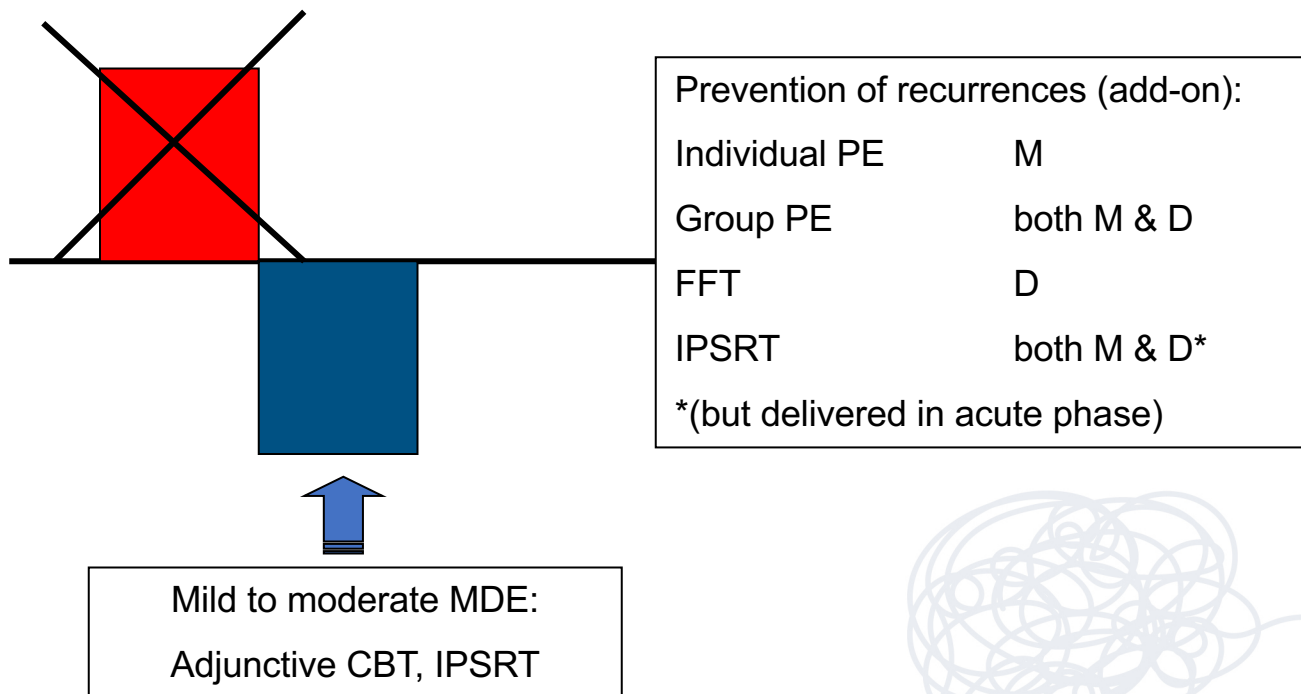 Prevention of recurrences (add-on):
Individual PE M
Group PE both M & D
FFT D
IPSRT both M & D*
*(but delivered in acute phase)
Mild to moderate MDE:
Adjunctive CBT, IPSRT